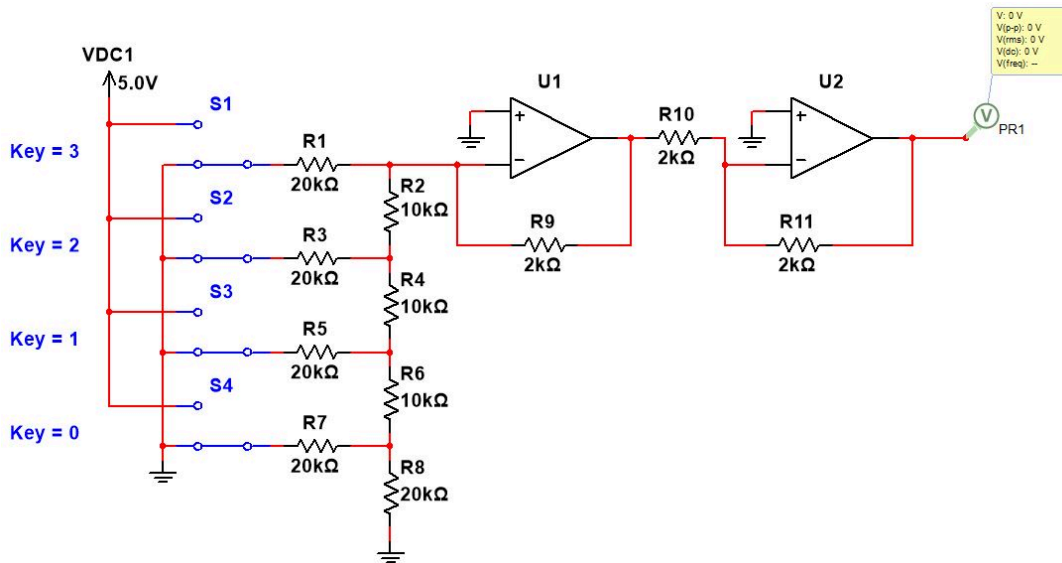 V: 0 V
V(p-p): 0 V
V(rms): 0 V
V(dc): 0 V
V(freq): --
VDC1
5.0V
S1
U1
U2
R10
2kΩ
V
PR1
+
−
+
−
Key = 3
R1
20kΩ
R2
10kΩ
S2
R9
2kΩ
R11
2kΩ
Key = 2
R3
20kΩ
R4
10kΩ
S3
Key = 1
R5
20kΩ
R6
10kΩ
S4
Key = 0
R7
20kΩ
R8
20kΩ